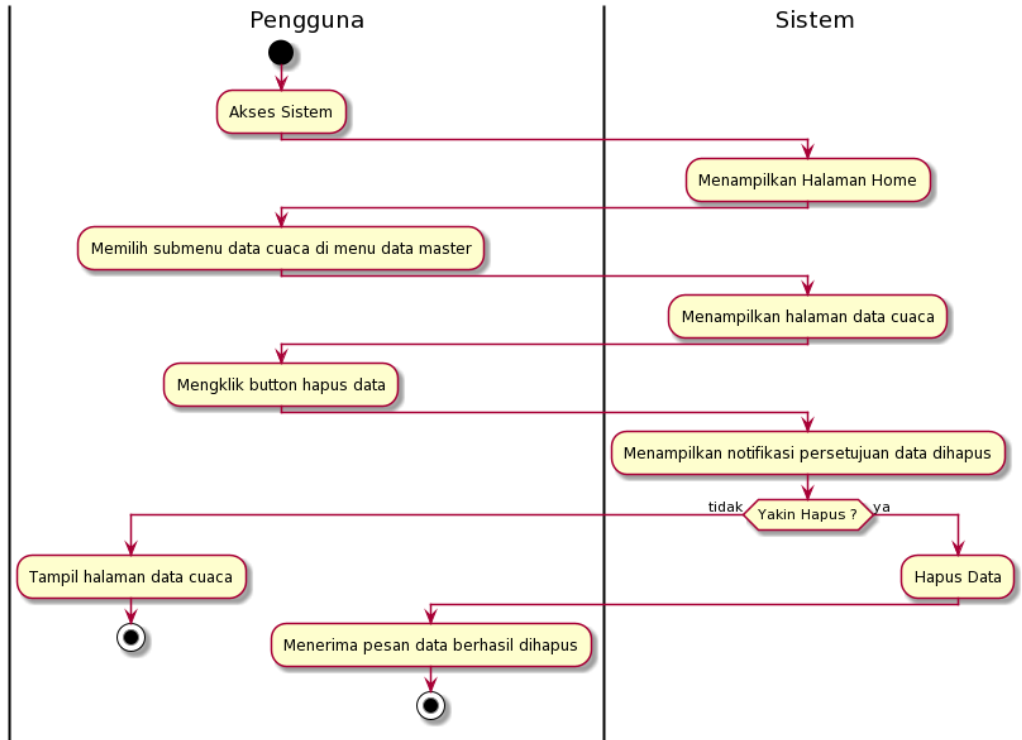 Pengguna
Sistem
Akses Sistem
Menampilkan Halaman Home
Memilih submenu data cuaca di menu data master
Menampilkan halaman data cuaca
Mengklik button hapus data
Menampilkan notifikasi persetujuan data dihapus
tidak
Yakin Hapus ?
ya
Tampil halaman data cuaca
Hapus Data
Menerima pesan data berhasil dihapus